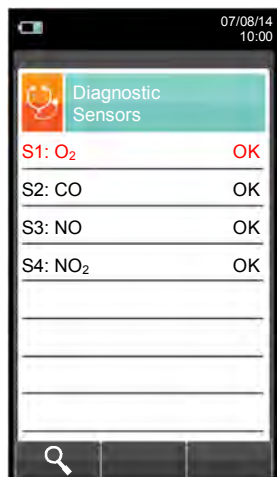 07/08/14
10:00
Diagnostic
Sensors
S1: O₂ OK
S2: CO OK
S3: NO OK
S4: NO₂ OK